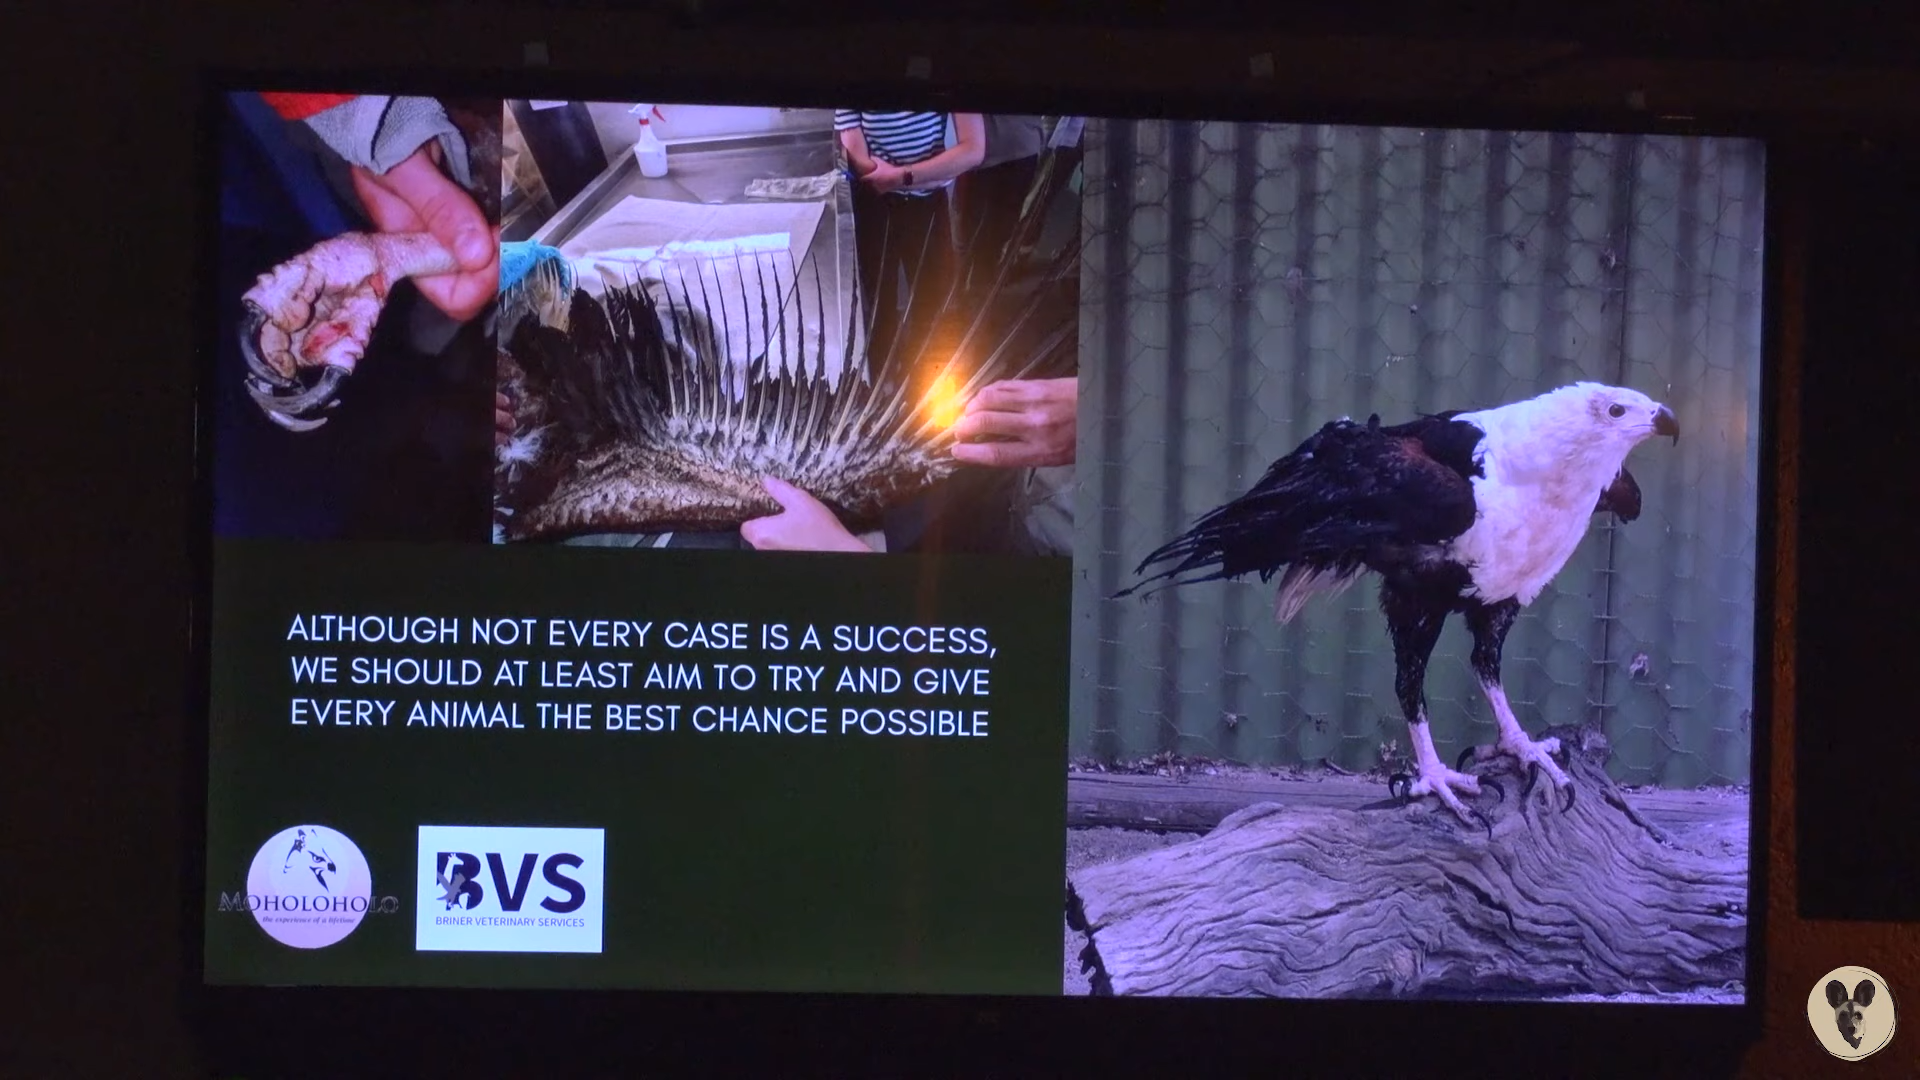 ALTHOUGH NOT EVERY CASE IS A SUCCESS,
WE SHOULD AT LEAST AIM TO TRY AND GIVE
EVERY ANIMAL THE BEST CHANCE POSSIBLE
MOHOLOHOLO
the experience of a lifetime
BVS
BRINER VETERINARY SERVICES